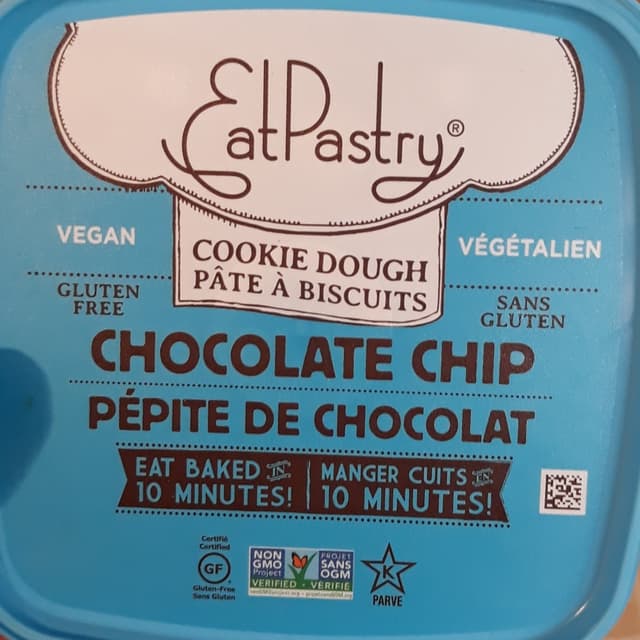 EatPastry®
COOKIE DOUGH
PÂTE À BISCUITS
VEGAN
VÉGÉTALIEN
GLUTEN
FREE
SANS
GLUTEN
CHOCOLATE CHIP
PÉPITE DE CHOCOLAT
EAT BAKED IN
10 MINUTES!
MANGER CUITS EN
10 MINUTES!
Certifié
Certified
GF
Gluten-Free
Sans Gluten
NON
GMO
Project
VERIFIED
PROJET
SANS
OGM
VÉRIFIÉ
K
PARVE